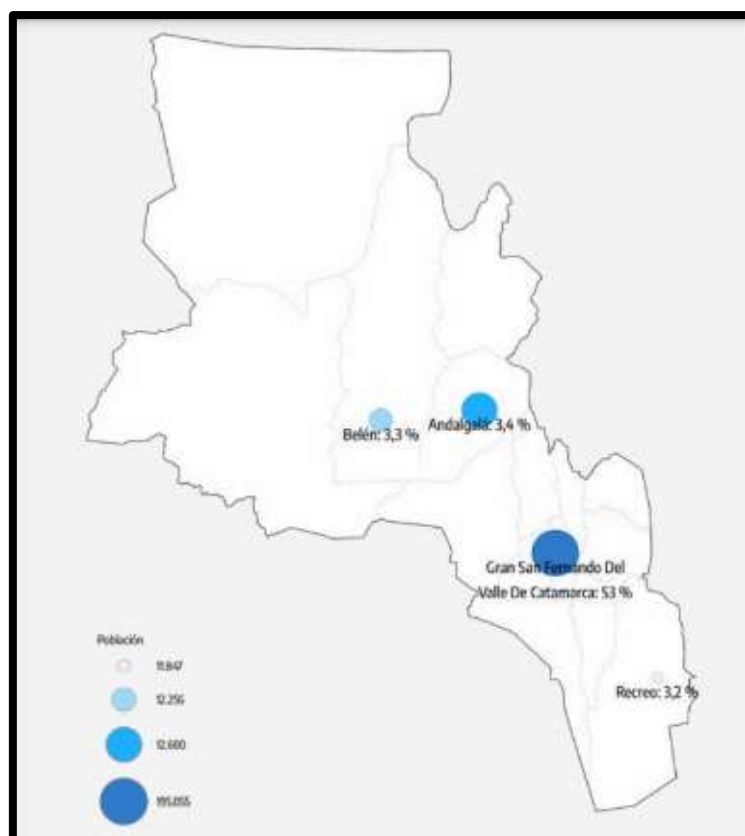 Belén: 3,3 %
Andalgalá: 3,4 %
Gran San Fernando Del
Valle De Catamarca: 53 %
Recreo: 3,2 %
Población
11.847
12.256
12.600
195.055